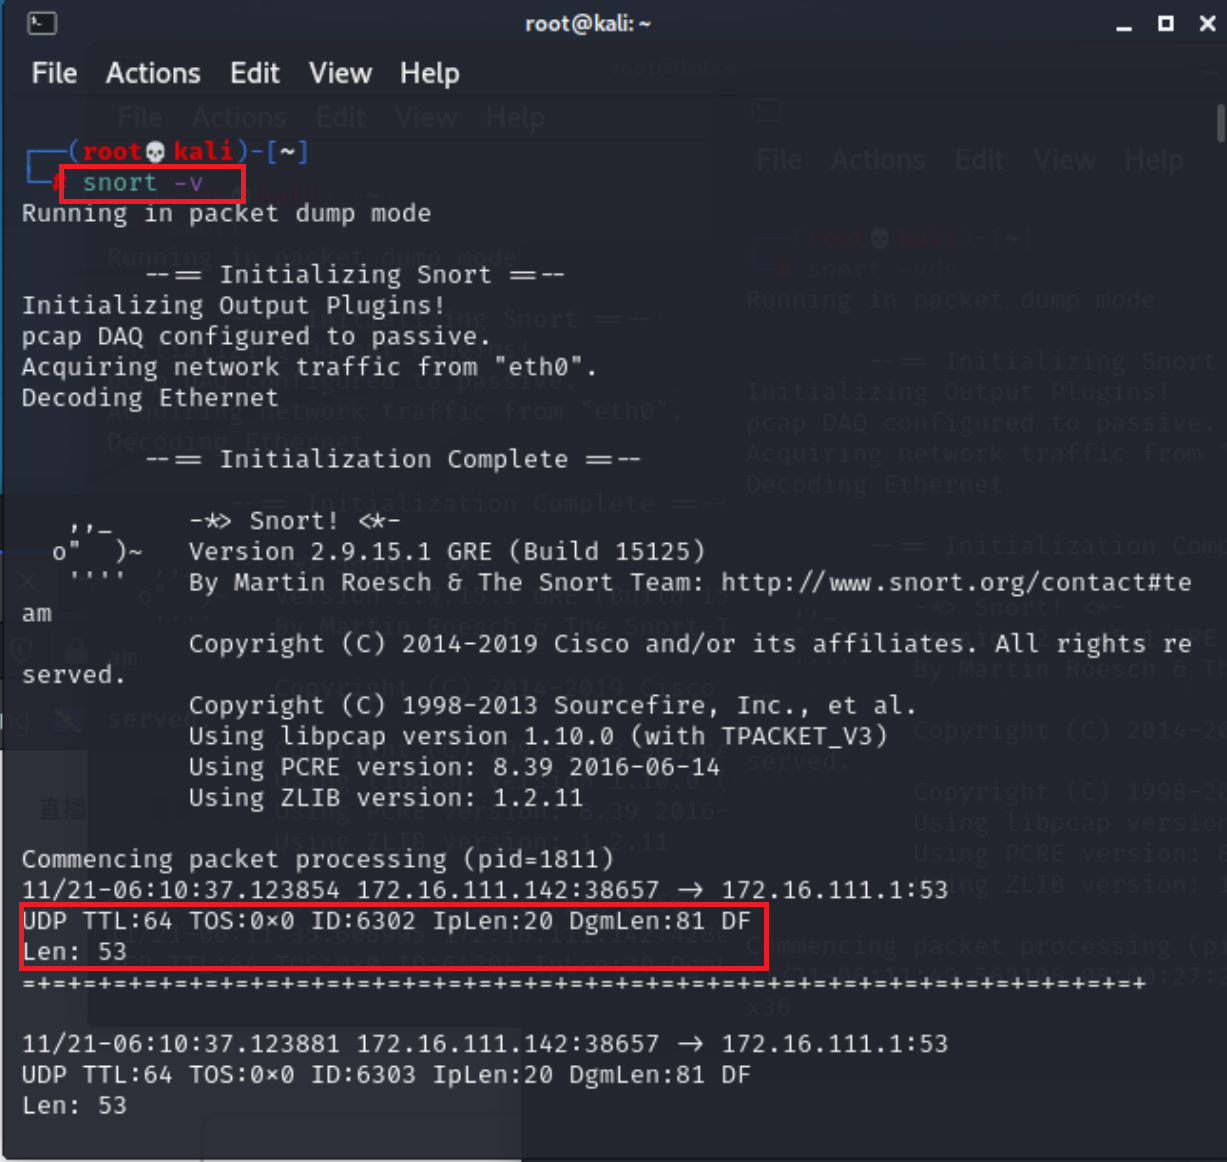 root@kali: ~
File Actions Edit View Help
┌──(root💀kali)-[~]
└─# snort -v
Running in packet dump mode
--== Initializing Snort ==--
Initializing Output Plugins!
pcap DAQ configured to passive.
Acquiring network traffic from "eth0".
Decoding Ethernet
--== Initialization Complete ==--
,,_ -*> Snort! <*-
o" )~ Version 2.9.15.1 GRE (Build 15125)
'''' By Martin Roesch & The Snort Team: http://www.snort.org/contact#te
am
Copyright (C) 2014-2019 Cisco and/or its affiliates. All rights re
served.
Copyright (C) 1998-2013 Sourcefire, Inc., et al.
Using libpcap version 1.10.0 (with TPACKET_V3)
Using PCRE version: 8.39 2016-06-14
Using ZLIB version: 1.2.11
Commencing packet processing (pid=1811)
11/21-06:10:37.123854 172.16.111.142:38657 -> 172.16.111.1:53
UDP TTL:64 TOS:0x0 ID:6302 IpLen:20 DgmLen:81 DF
Len: 53
=+=+=+=+=+=+=+=+=+=+=+=+=+=+=+=+=+=+=+=+=+=+=+=+=+=+=+=+=+=+=+=+=+=+=+=+=+
11/21-06:10:37.123881 172.16.111.142:38657 -> 172.16.111.1:53
UDP TTL:64 TOS:0x0 ID:6303 IpLen:20 DgmLen:81 DF
Len: 53